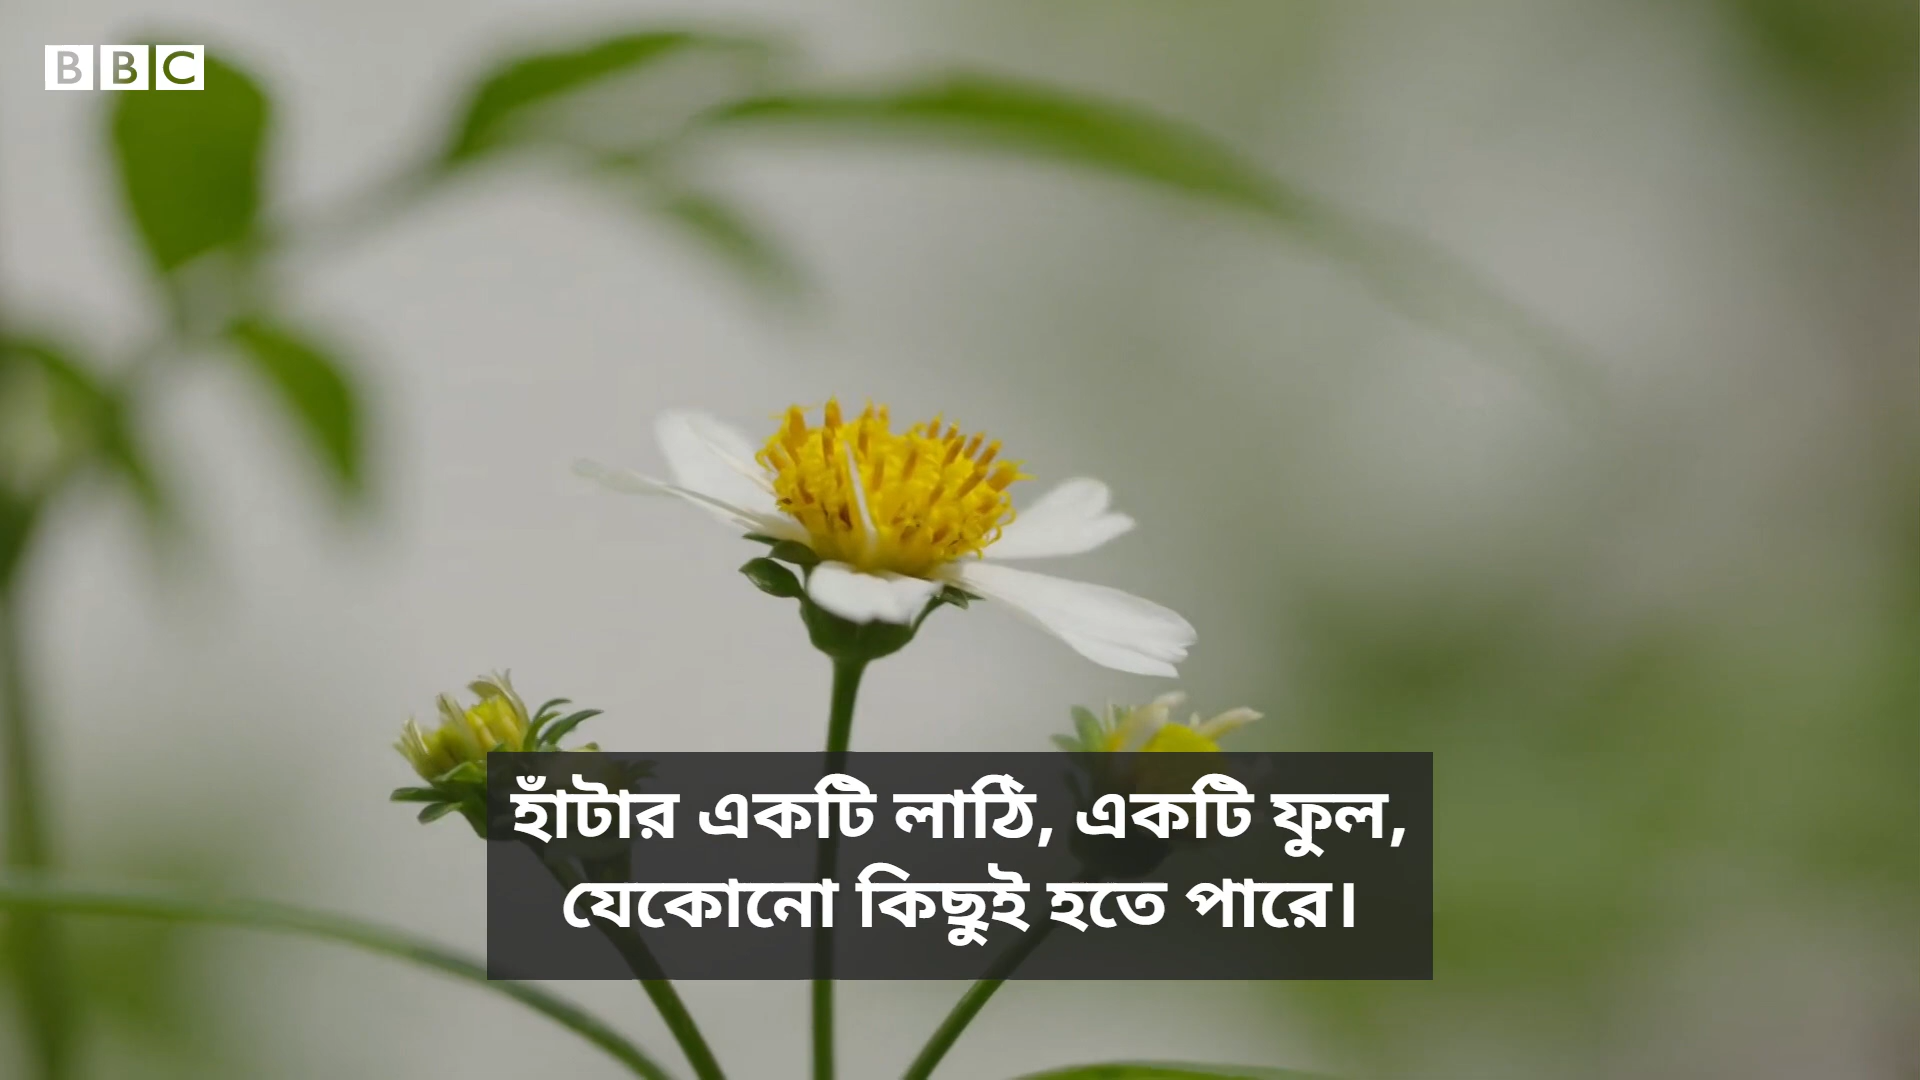 BBC
হাঁটার একটি লাঠি, একটি ফুল,
যেকোনো কিছুই হতে পারে।